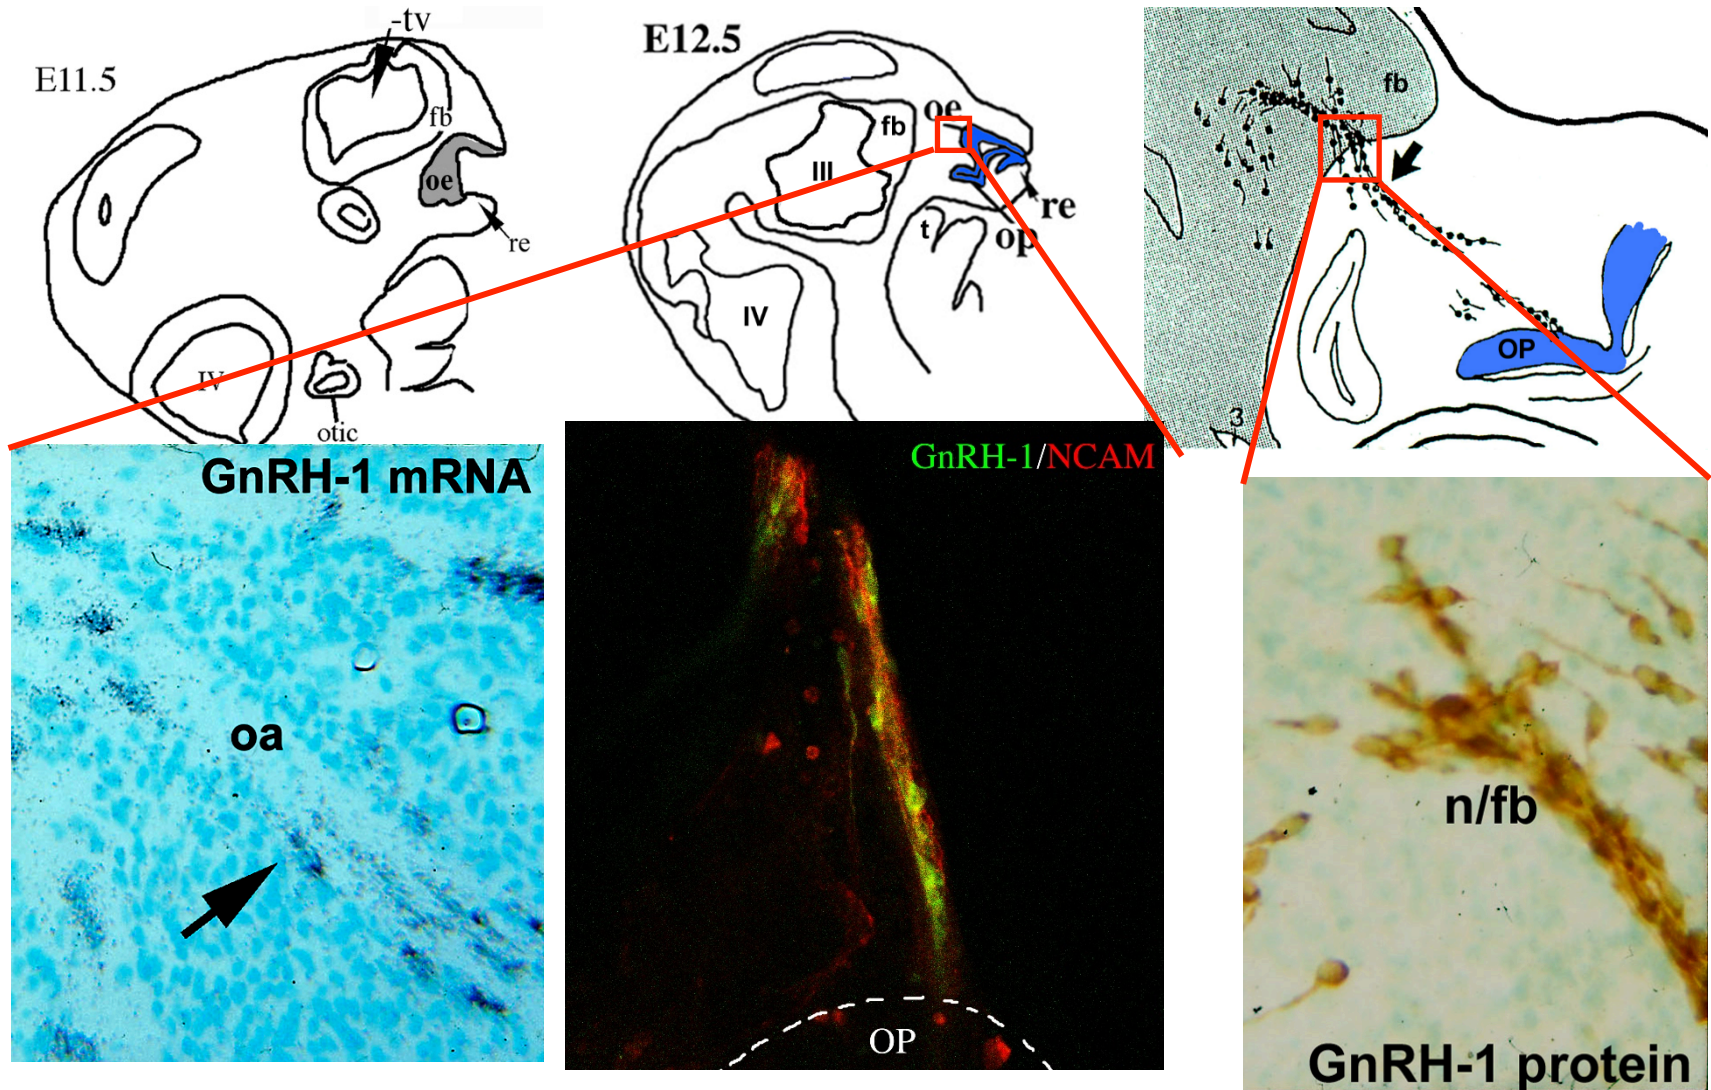 -tv
E11.5
fb
oe
re
IV
otic
E12.5
oe
fb
III
re
t
op
IV
fb
OP
3
GnRH-1 mRNA
oa
GnRH-1/NCAM
OP
n/fb
GnRH-1 protein